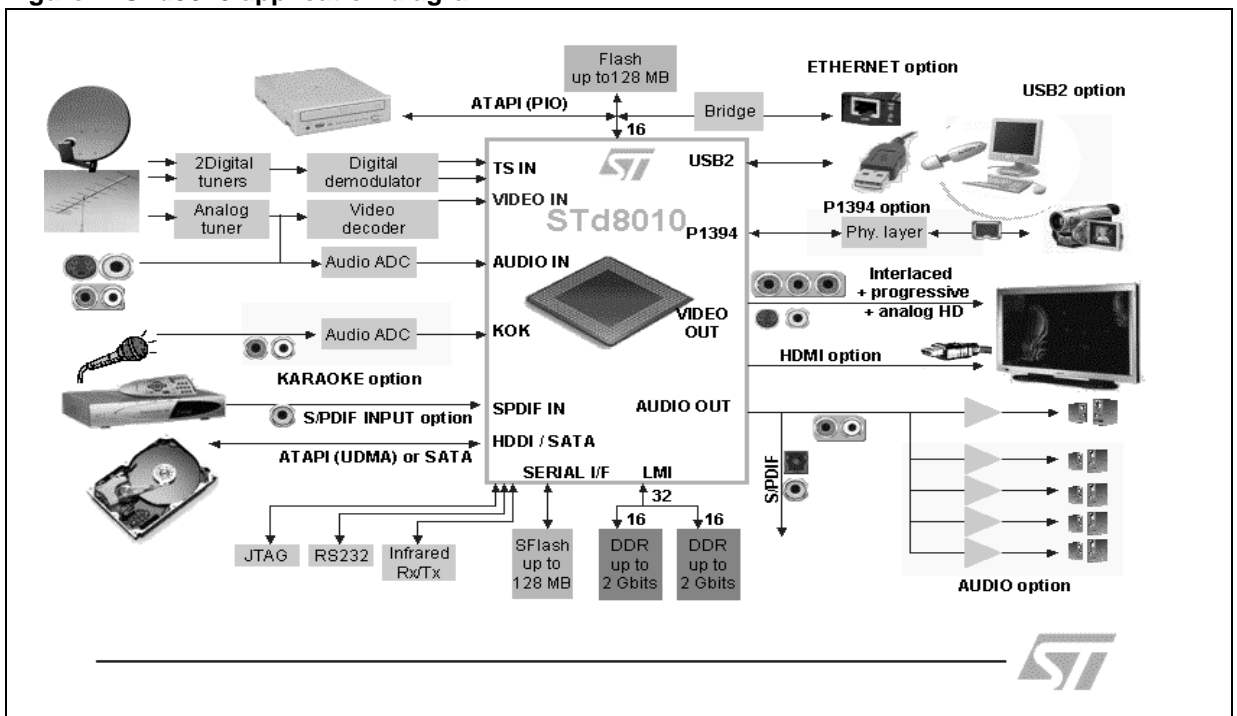 Flash
up to128 MB
ETHERNET option
USB2 option
ATAPI (PIO)
Bridge
16
2Digital
tuners
Digital
demodulator
TS IN
USB2
VIDEO IN
Analog
tuner
Video
decoder
STd8010
P1394 option
P1394
Phy. layer
Audio ADC
AUDIO IN
Interlaced
+ progressive
+ analog HD
VIDEO
OUT
Audio ADC
KOK
HDMI option
KARAOKE option
SPDIF IN
AUDIO OUT
S/PDIF INPUT option
HDDI / SATA
ATAPI (UDMA) or SATA
SERIAL I/F
LMI
S/PDIF
32
16
16
JTAG
RS232
Infrared
Rx/Tx
SFlash
up to
128 MB
DDR
up to
2 Gbits
DDR
up to
2 Gbits
AUDIO option
ST